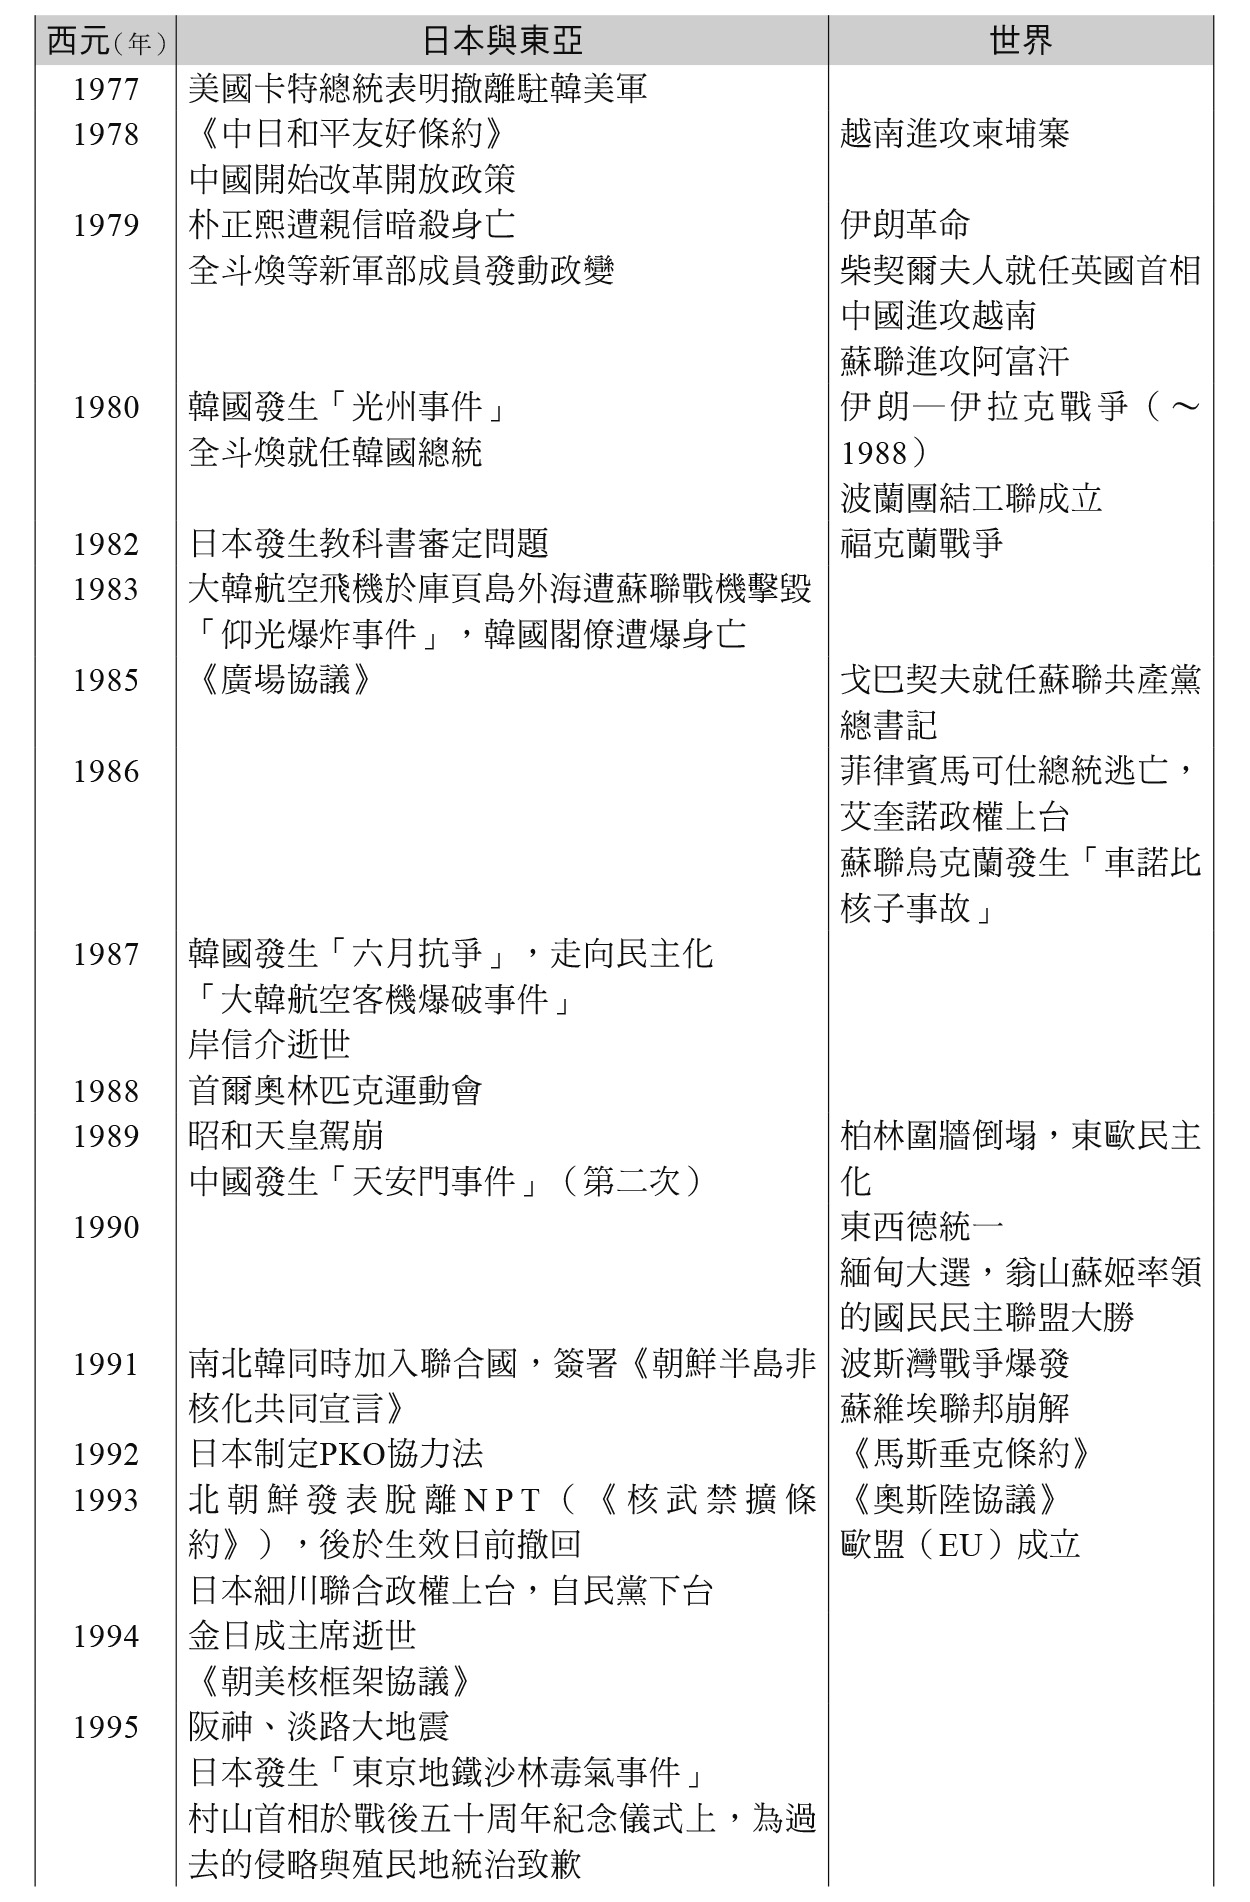 西元(年) 日本與東亞 世界
1977 美國卡特總統表明撤離駐韓美軍
1978 《中日和平友好條約》 越南進攻柬埔寨
中國開始改革開放政策
1979 朴正熙遭親信暗殺身亡 伊朗革命
全斗煥等新軍部成員發動政變 柴契爾夫人就任英國首相
中國進攻越南
蘇聯進攻阿富汗
1980 韓國發生「光州事件」 伊朗—伊拉克戰爭（～
全斗煥就任韓國總統 1988）
波蘭團結工聯成立
1982 日本發生教科書審定問題 福克蘭戰爭
1983 大韓航空飛機於庫頁島外海遭蘇聯戰機擊毀
「仰光爆炸事件」，韓國閣僚遭爆身亡
1985 《廣場協議》 戈巴契夫就任蘇聯共產黨
總書記
1986 菲律賓馬可仕總統逃亡，
艾奎諾政權上台
蘇聯烏克蘭發生「車諾比
核子事故」
1987 韓國發生「六月抗爭」，走向民主化
「大韓航空客機爆破事件」
岸信介逝世
1988 首爾奧林匹克運動會
1989 昭和天皇駕崩 柏林圍牆倒塌，東歐民主
中國發生「天安門事件」（第二次） 化
1990 東西德統一
緬甸大選，翁山蘇姬率領
的國民民主聯盟大勝
1991 南北韓同時加入聯合國，簽署《朝鮮半島非 波斯灣戰爭爆發
核化共同宣言》 蘇維埃聯邦崩解
1992 日本制定PKO協力法 《馬斯垂克條約》
1993 北朝鮮發表脫離NPT（《核武禁擴條 《奧斯陸協議》
約》），後於生效日前撤回 歐盟（EU）成立
日本細川聯合政權上台，自民黨下台
1994 金日成主席逝世
《朝美核框架協議》
1995 阪神、淡路大地震
日本發生「東京地鐵沙林毒氣事件」
村山首相於戰後五十周年紀念儀式上，為過
去的侵略與殖民地統治致歉